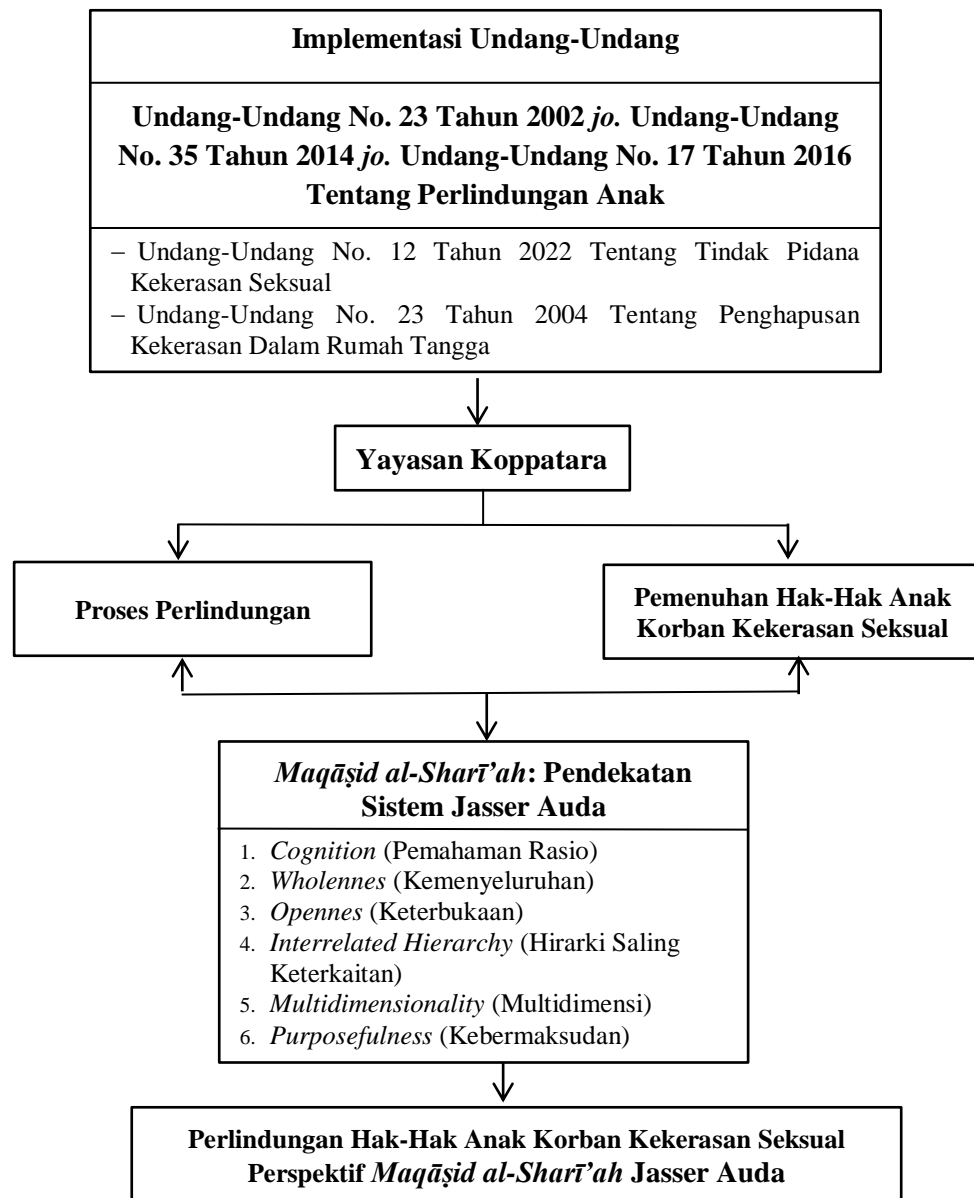 Implementasi Undang-Undang
Undang-Undang No. 23 Tahun 2002 jo. Undang-Undang
No. 35 Tahun 2014 jo. Undang-Undang No. 17 Tahun 2016
Tentang Perlindungan Anak
– Undang-Undang No. 12 Tahun 2022 Tentang Tindak Pidana
Kekerasan Seksual
– Undang-Undang No. 23 Tahun 2004 Tentang Penghapusan
Kekerasan Dalam Rumah Tangga
Yayasan Koppatara
Proses Perlindungan
Pemenuhan Hak-Hak Anak
Korban Kekerasan Seksual
Maqāṣid al-Sharī'ah: Pendekatan
Sistem Jasser Auda
1. Cognition (Pemahaman Rasio)
2. Wholennes (Kemenyeluruhan)
3. Opennes (Keterbukaan)
4. Interrelated Hierarchy (Hirarki Saling
Keterkaitan)
5. Multidimensionality (Multidimensi)
6. Purposefulness (Kebermaksudan)
Perlindungan Hak-Hak Anak Korban Kekerasan Seksual
Perspektif Maqāṣid al-Sharī'ah Jasser Auda